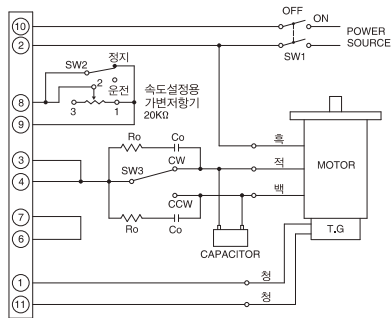 10
OFF
ON
POWER
SOURCE
2
SW1
SW2
정지
운전
속도설정용
가변저항기
20KΩ
8
2
3
1
9
Ro
Co
3
SW3
CW
4
CCW
Ro
Co
흑
적
백
MOTOR
T.G
7
6
CAPACITOR
1
청
11
청